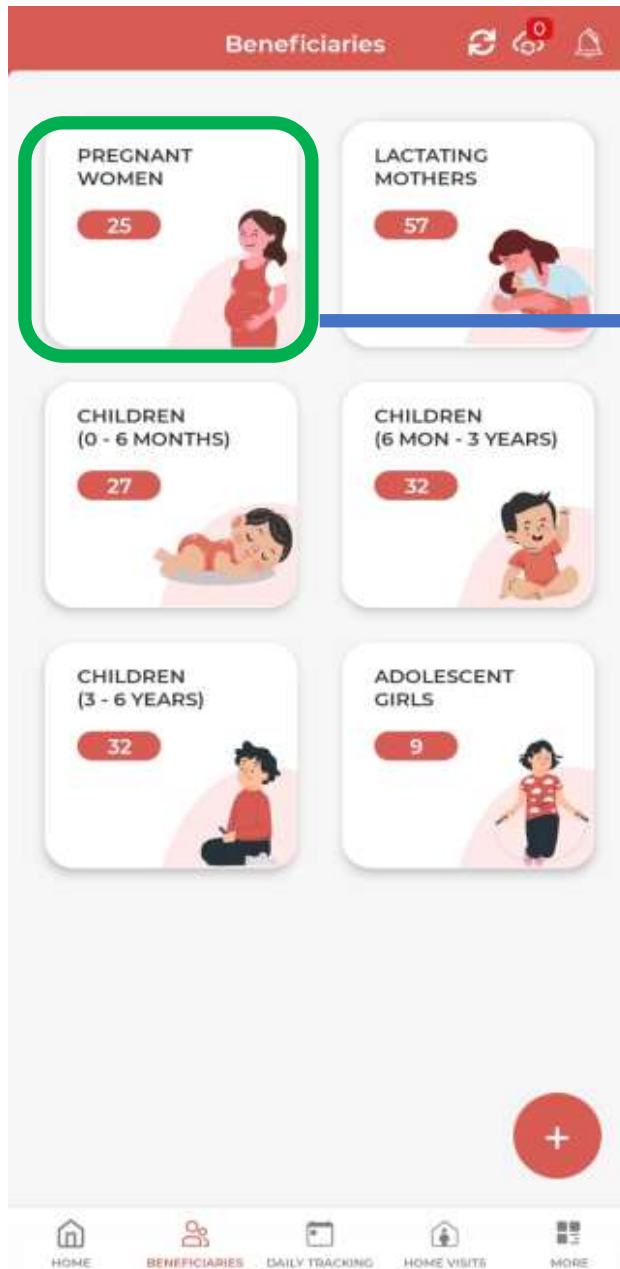 Beneficiaries
0
PREGNANT
WOMEN
25
LACTATING
MOTHERS
57
CHILDREN
(0 - 6 MONTHS)
27
CHILDREN
(6 MON - 3 YEARS)
32
CHILDREN
(3 - 6 YEARS)
32
ADOLESCENT
GIRLS
9
+
HOME
BENEFICIARIES
DAILY TRACKING
HOME VISITS
MORE